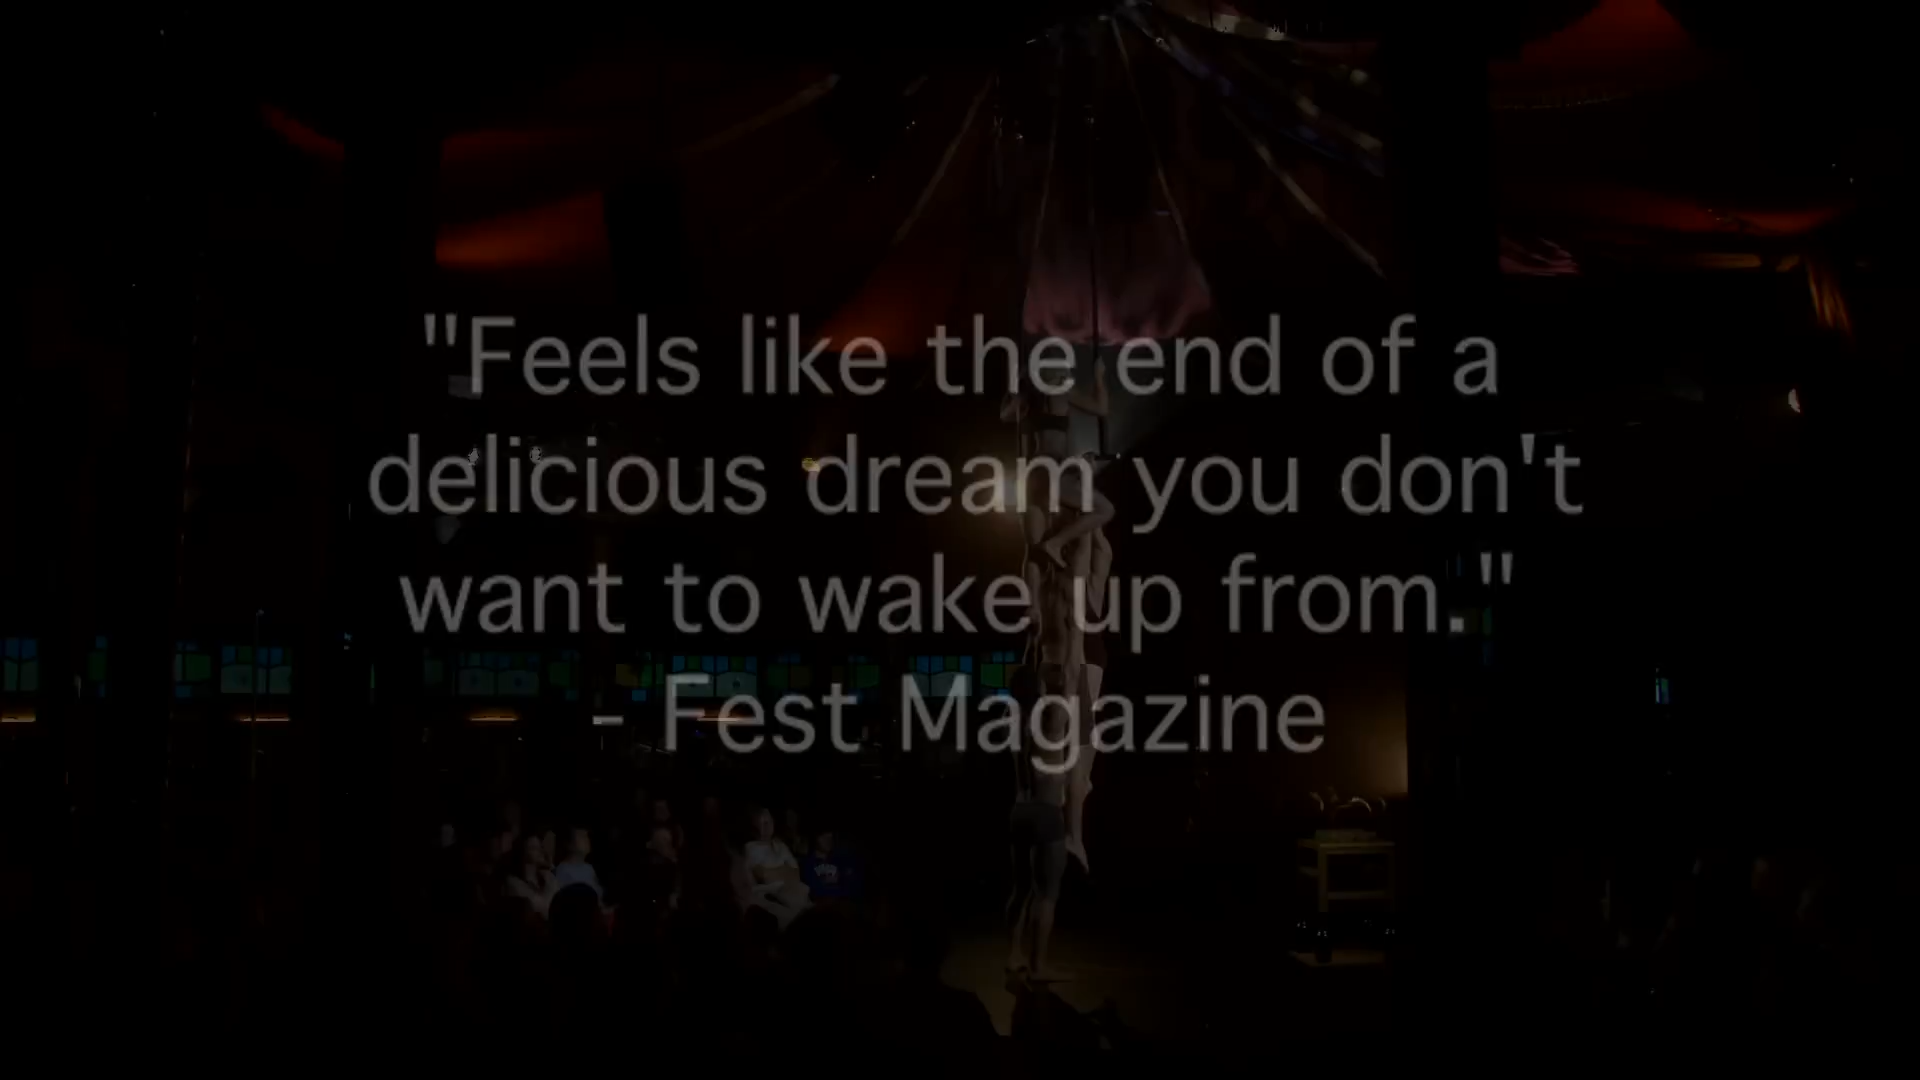 "Feels like the end of a
delicious dream you don't
want to wake up from."
- Fest Magazine